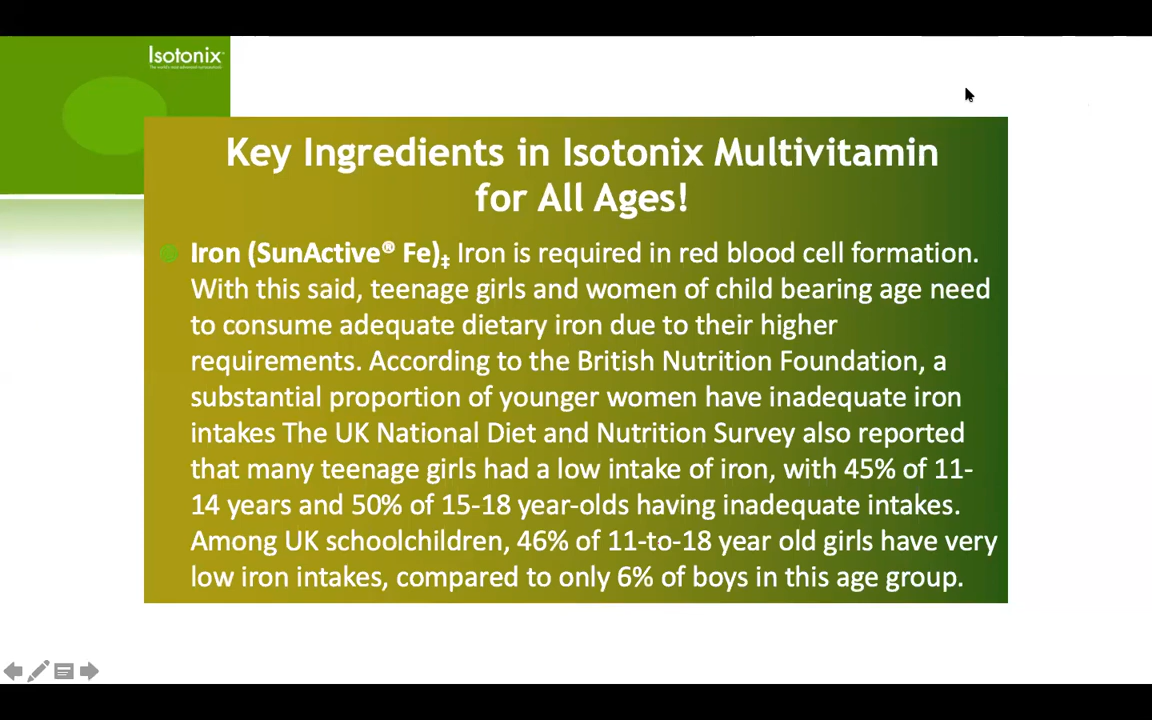 Isotonix
Key Ingredients in Isotonix Multivitamin
for All Ages!
Iron (SunActive® Fe)‡ Iron is required in red blood cell formation.
With this said, teenage girls and women of child bearing age need
to consume adequate dietary iron due to their higher
requirements. According to the British Nutrition Foundation, a
substantial proportion of younger women have inadequate iron
intakes The UK National Diet and Nutrition Survey also reported
that many teenage girls had a low intake of iron, with 45% of 11-
14 years and 50% of 15-18 year-olds having inadequate intakes.
Among UK schoolchildren, 46% of 11-to-18 year old girls have very
low iron intakes, compared to only 6% of boys in this age group.